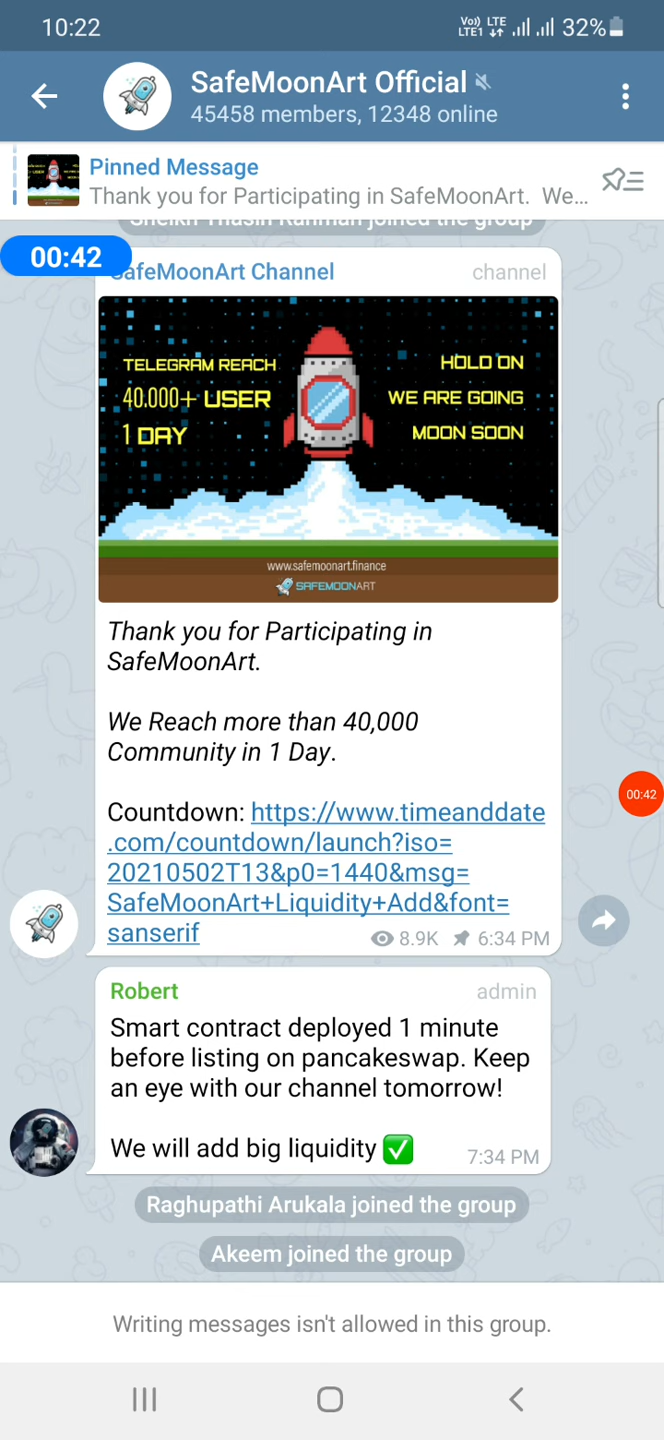 10:22
Vo)) LTE
LTE1
32%
SafeMoonArt Official
45458 members, 12348 online
Pinned Message
Thank you for Participating in SafeMoonArt. We...
joined the group
00:42
SafeMoonArt Channel
channel
TELEGRAM REACH
40.000+ USER
1 DAY
HOLD ON
WE ARE GOING
MOON SOON
www.safemoonart.finance
SAFEMOONART
Thank you for Participating in
SafeMoonArt.
We Reach more than 40,000
Community in 1 Day.
Countdown: https://www.timeanddate
.com/countdown/launch?iso=
20210502T13&p0=1440&msg=
SafeMoonArt+Liquidity+Add&font=
sanserif
8.9K
6:34 PM
00:42
Robert
admin
Smart contract deployed 1 minute
before listing on pancakeswap. Keep
an eye with our channel tomorrow!
We will add big liquidity ✅
7:34 PM
Raghupathi Arukala joined the group
Akeem joined the group
Writing messages isn't allowed in this group.